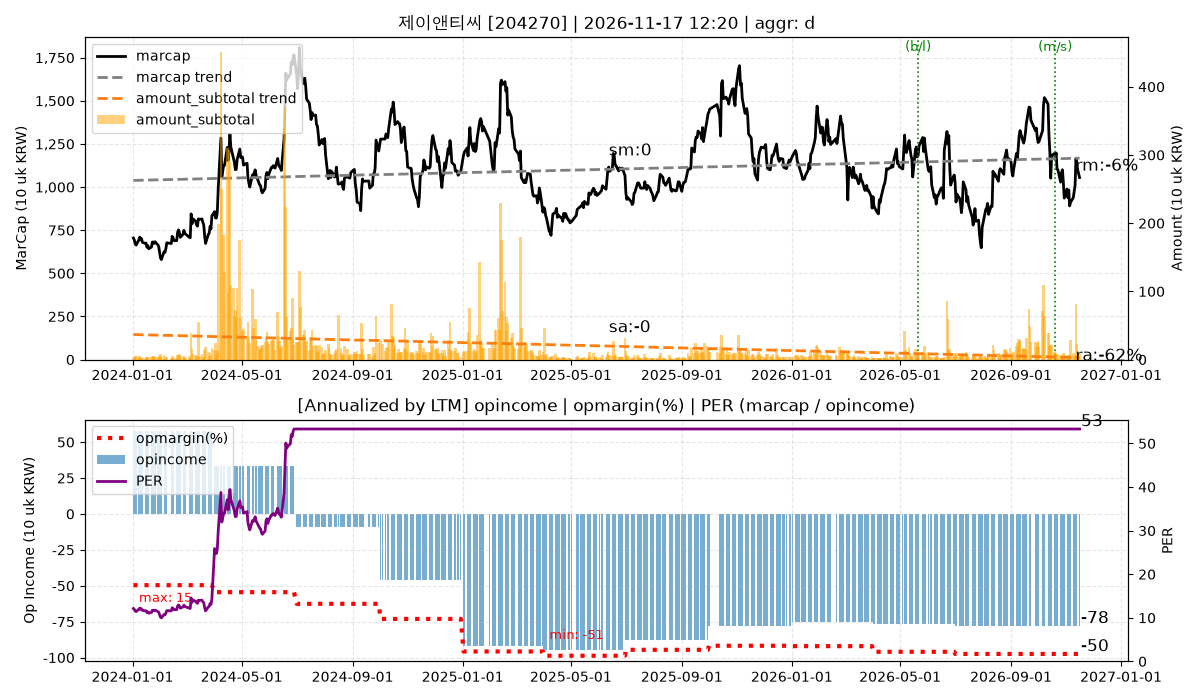 제이앤티씨 [204270] | 2026-11-17 12:20 | aggr: d
(b/l)
(m/s)
marcap
marcap trend
amount_subtotal trend
amount_subtotal
sm:0
rm:-6%
sa:-0
ra:-62%
MarCap (10 uk KRW)
1,750
1,500
1,250
1,000
750
500
250
0
Amount (10 uk KRW)
400
300
200
100
0
2024-01-01
2024-05-01
2024-09-01
2025-01-01
2025-05-01
2025-09-01
2026-01-01
2026-05-01
2026-09-01
2027-01-01
[Annualized by LTM] opincome | opmargin(%) | PER (marcap / opincome)
opmargin(%)
opincome
PER
53
max: 15
min: -51
-78
-50
Op Income (10 uk KRW)
50
25
0
-25
-50
-75
-100
PER
50
40
30
20
10
0
2024-01-01
2024-05-01
2024-09-01
2025-01-01
2025-05-01
2025-09-01
2026-01-01
2026-05-01
2026-09-01
2027-01-01